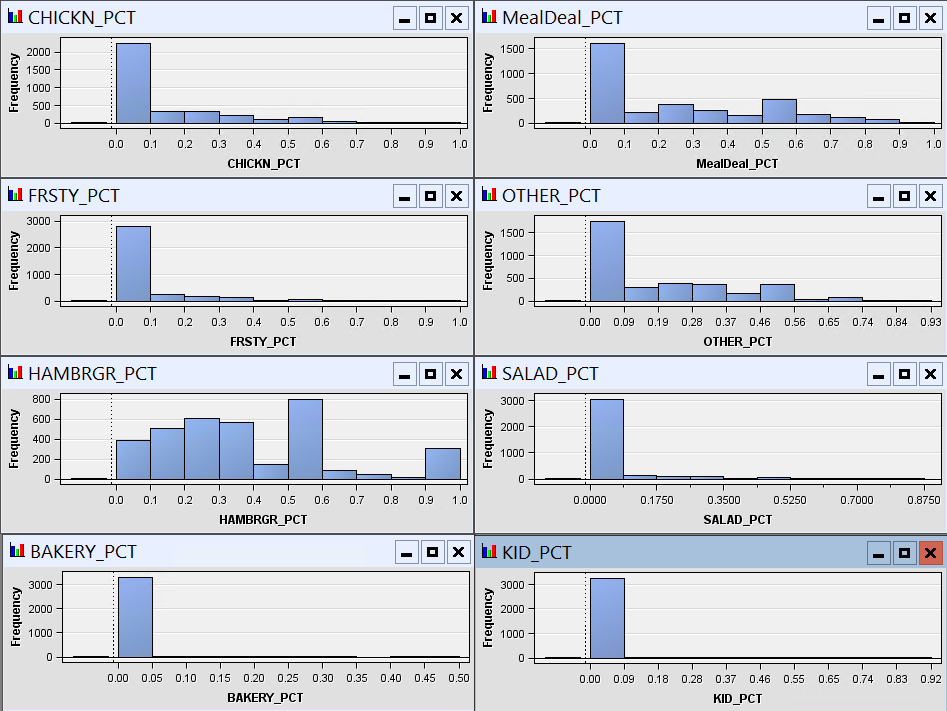 CHICKN_PCT
Frequency
2000
1500
1000
500
0
0.0 0.1 0.2 0.3 0.4 0.5 0.6 0.7 0.8 0.9 1.0
CHICKN_PCT
MealDeal_PCT
Frequency
1500
1000
500
0
0.0 0.1 0.2 0.3 0.4 0.5 0.6 0.7 0.8 0.9 1.0
MealDeal_PCT
FRSTY_PCT
Frequency
3000
2000
1000
0
0.0 0.1 0.2 0.3 0.4 0.5 0.6 0.7 0.8 0.9 1.0
FRSTY_PCT
OTHER_PCT
Frequency
1500
1000
500
0
0.00 0.09 0.19 0.28 0.37 0.46 0.56 0.65 0.74 0.84 0.93
OTHER_PCT
HAMBRGR_PCT
Frequency
800
600
400
200
0
0.0 0.1 0.2 0.3 0.4 0.5 0.6 0.7 0.8 0.9 1.0
HAMBRGR_PCT
SALAD_PCT
Frequency
3000
2000
1000
0
0.0000 0.1750 0.3500 0.5250 0.7000 0.8750
SALAD_PCT
BAKERY_PCT
Frequency
3000
2000
1000
0
0.00 0.05 0.10 0.15 0.20 0.25 0.30 0.35 0.40 0.45 0.50
BAKERY_PCT
KID_PCT
Frequency
3000
2000
1000
0
0.00 0.09 0.18 0.28 0.37 0.46 0.55 0.64 0.73 0.83 0.92
KID_PCT